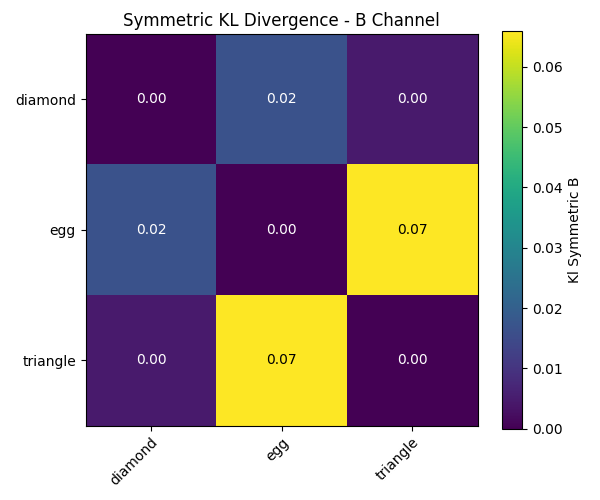 Symmetric KL Divergence - B Channel
diamond 0.00 0.02 0.00
egg 0.02 0.00 0.07
triangle 0.00 0.07 0.00
diamond egg triangle
0.06
0.05
0.04
0.03
0.02
0.01
0.00
Kl Symmetric B